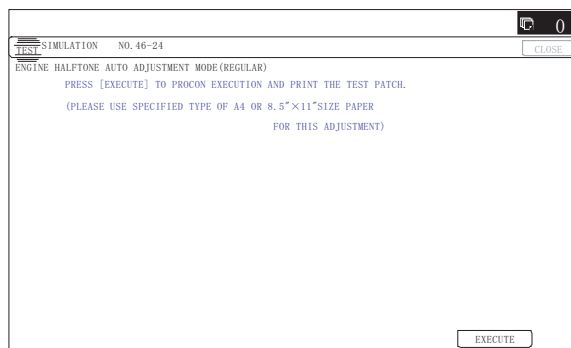 0
TEST SIMULATION NO.46-24
CLOSE
ENGINE HALFTONE AUTO ADJUSTMENT MODE(REGULAR)
PRESS [EXECUTE] TO PROCON EXECUTION AND PRINT THE TEST PATCH.
(PLEASE USE SPECIFIED TYPE OF A4 OR 8.5″×11″SIZE PAPER
FOR THIS ADJUSTMENT)
EXECUTE